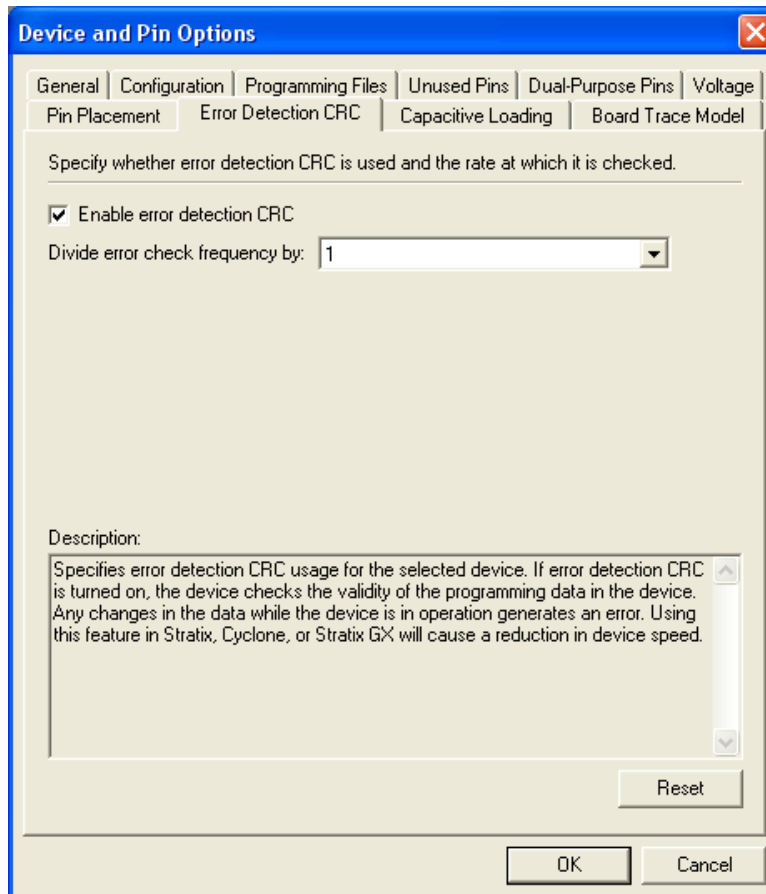 Device and Pin Options
General Configuration Programming Files Unused Pins Dual-Purpose Pins Voltage
Pin Placement Error Detection CRC Capacitive Loading Board Trace Model
Specify whether error detection CRC is used and the rate at which it is checked.
Enable error detection CRC
Divide error check frequency by: 1
Description:
Specifies error detection CRC usage for the selected device. If error detection CRC
is turned on, the device checks the validity of the programming data in the device.
Any changes in the data while the device is in operation generates an error. Using
this feature in Stratix, Cyclone, or Stratix GX will cause a reduction in device speed.
Reset
OK Cancel